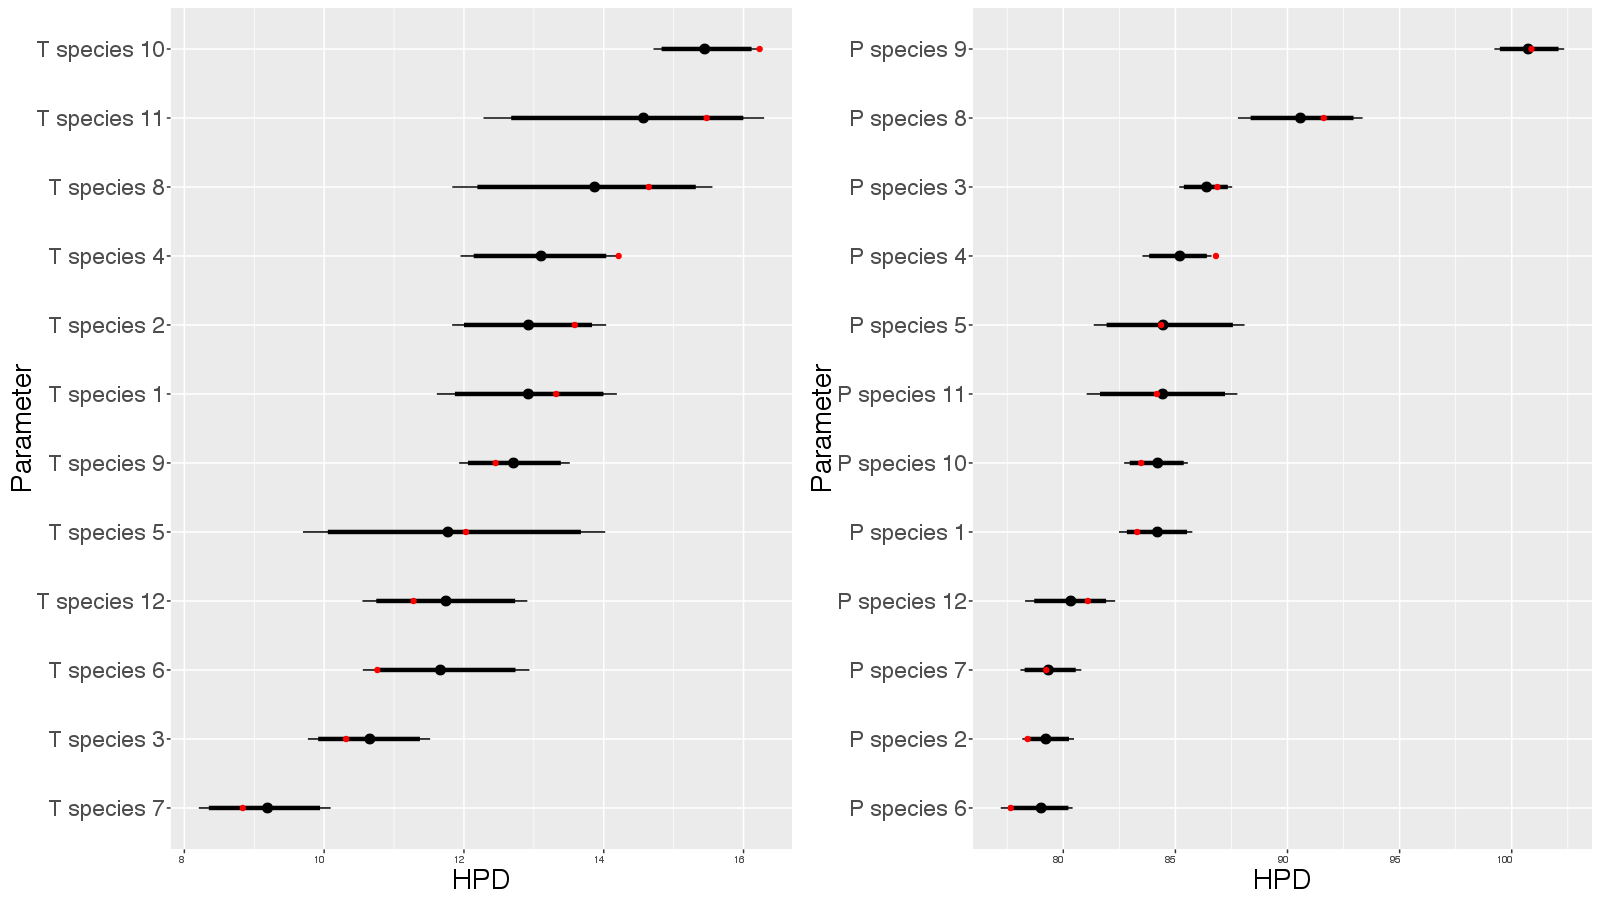 T species 10
T species 11
T species 8
T species 4
T species 2
T species 1
T species 9
T species 5
T species 12
T species 6
T species 3
T species 7
Parameter
8 10 12 14 16
HPD
P species 9
P species 8
P species 3
P species 4
P species 5
P species 11
P species 10
P species 1
P species 12
P species 7
P species 2
P species 6
Parameter
80 85 90 95 100
HPD